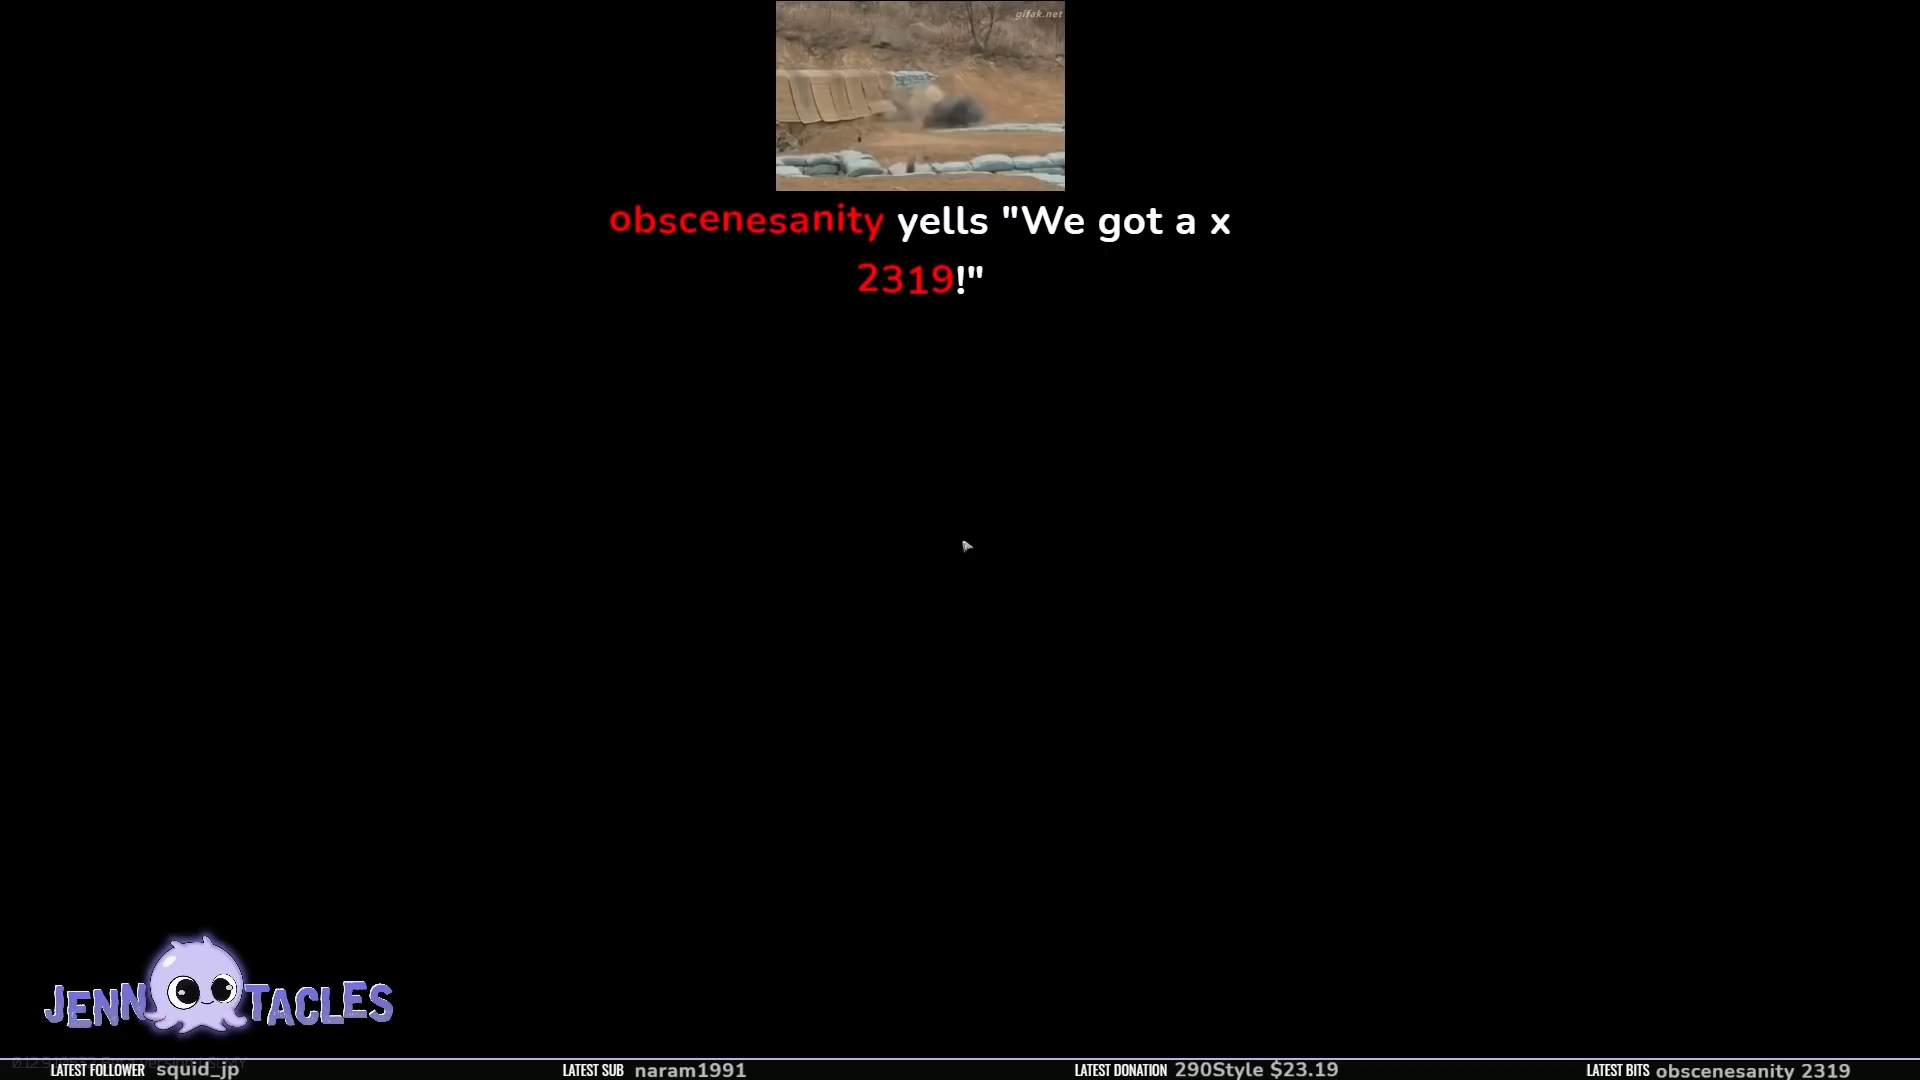 gifak.net
obscenesanity yells "We got a x
2319!"
JENN TACLES
LATEST FOLLOWER squid_jp LATEST SUB naram1991 LATEST DONATION 290Style $23.19 LATEST BITS obscenesanity 2319